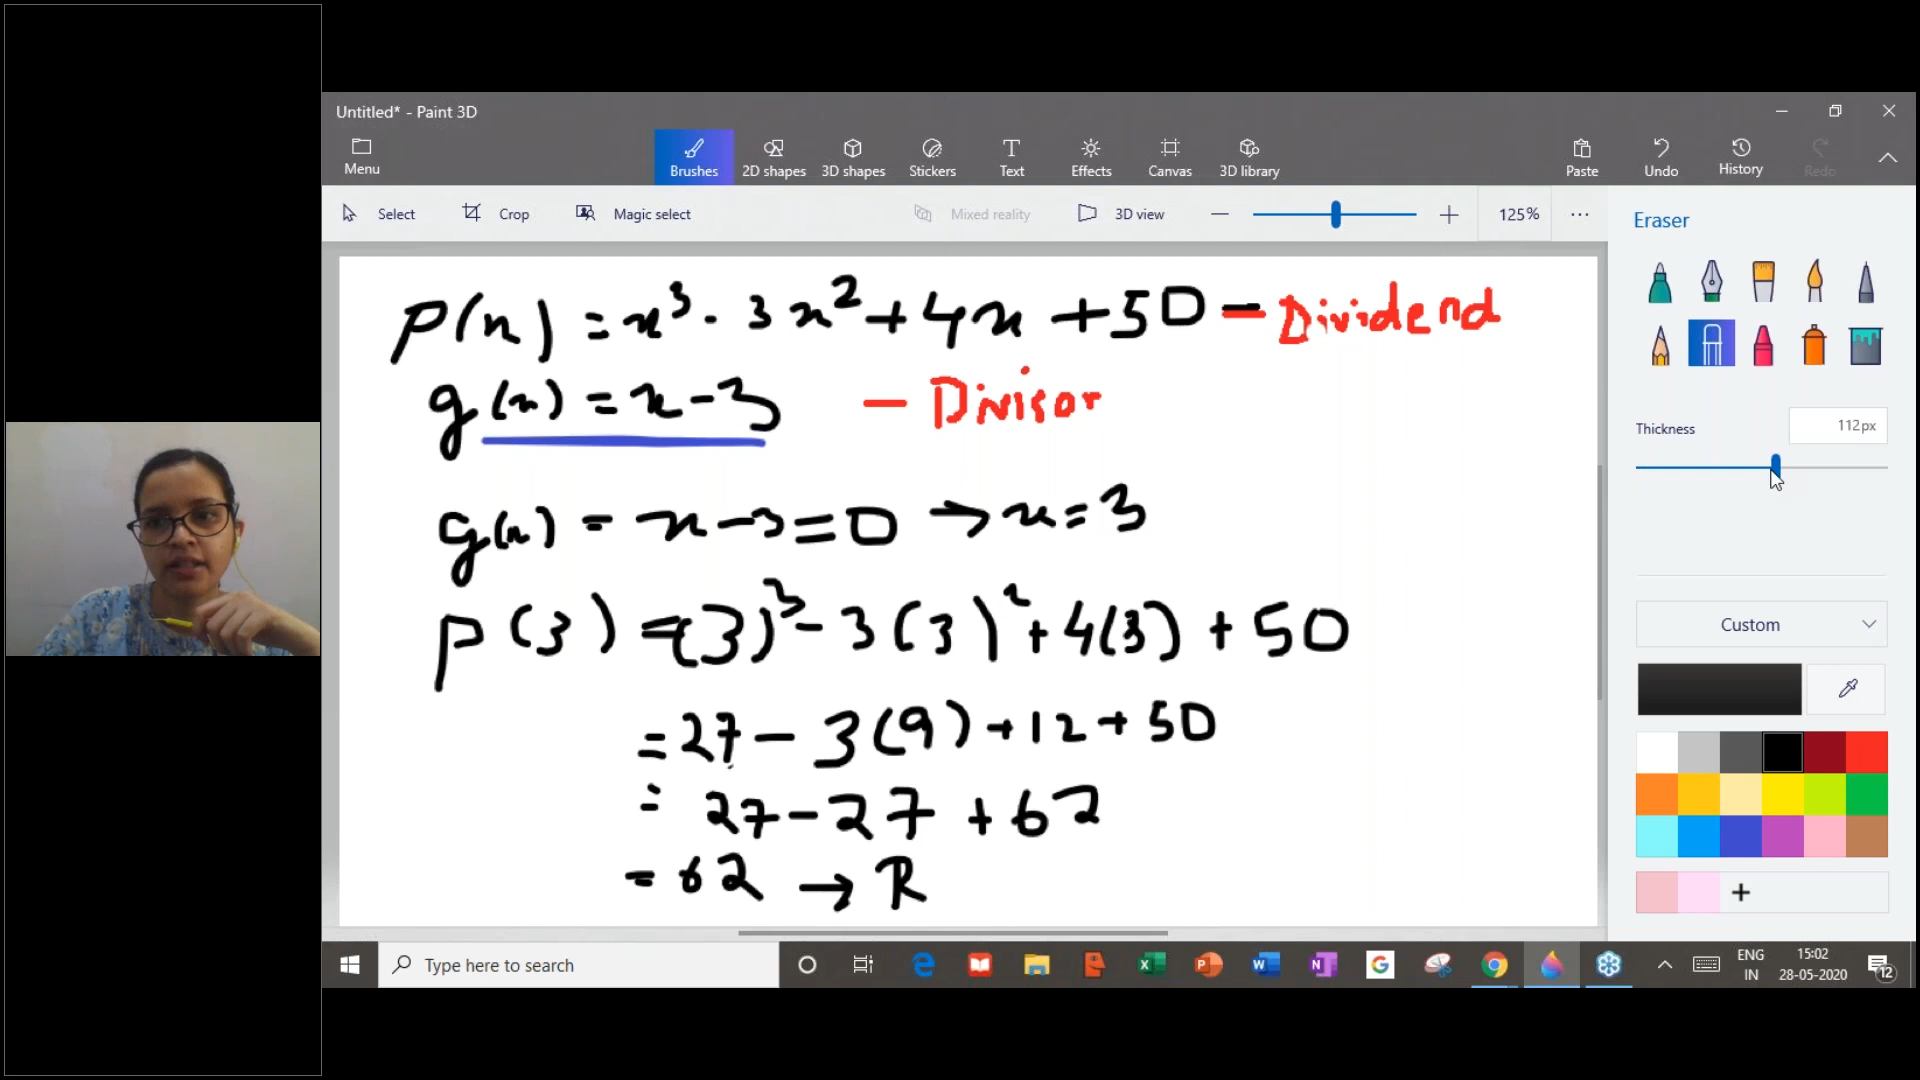 Untitled* - Paint 3D
Menu
Brushes
2D shapes
3D shapes
Stickers
Text
Effects
Canvas
3D library
Paste
Undo
History
Redo
Select
Crop
Magic select
Mixed reality
3D view
125%
Eraser
P(x) = x³ - 3x² + 4x + 50 - Dividend
g(x) = x - 3 - Divisor
g(x) = x - 3 = 0 → x = 3
P(3) = (3)³ - 3(3)² + 4(3) + 50
= 27 - 3(9) + 12 + 50
= 27 - 27 + 62
= 62 → R
Thickness
112px
Custom
Type here to search
ENG
IN
15:02
28-05-2020
12